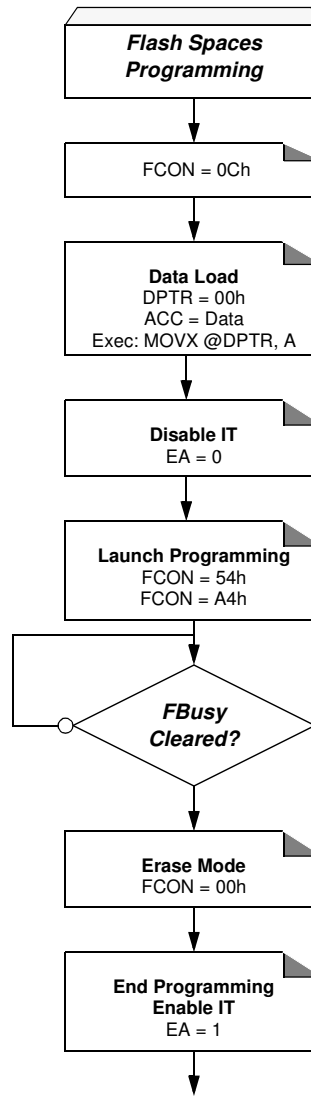 Flash Spaces
Programming
FCON = 0Ch
Data Load
DPTR = 00h
ACC = Data
Exec: MOVX @DPTR, A
Disable IT
EA = 0
Launch Programming
FCON = 54h
FCON = A4h
FBusy
Cleared?
Erase Mode
FCON = 00h
End Programming
Enable IT
EA = 1